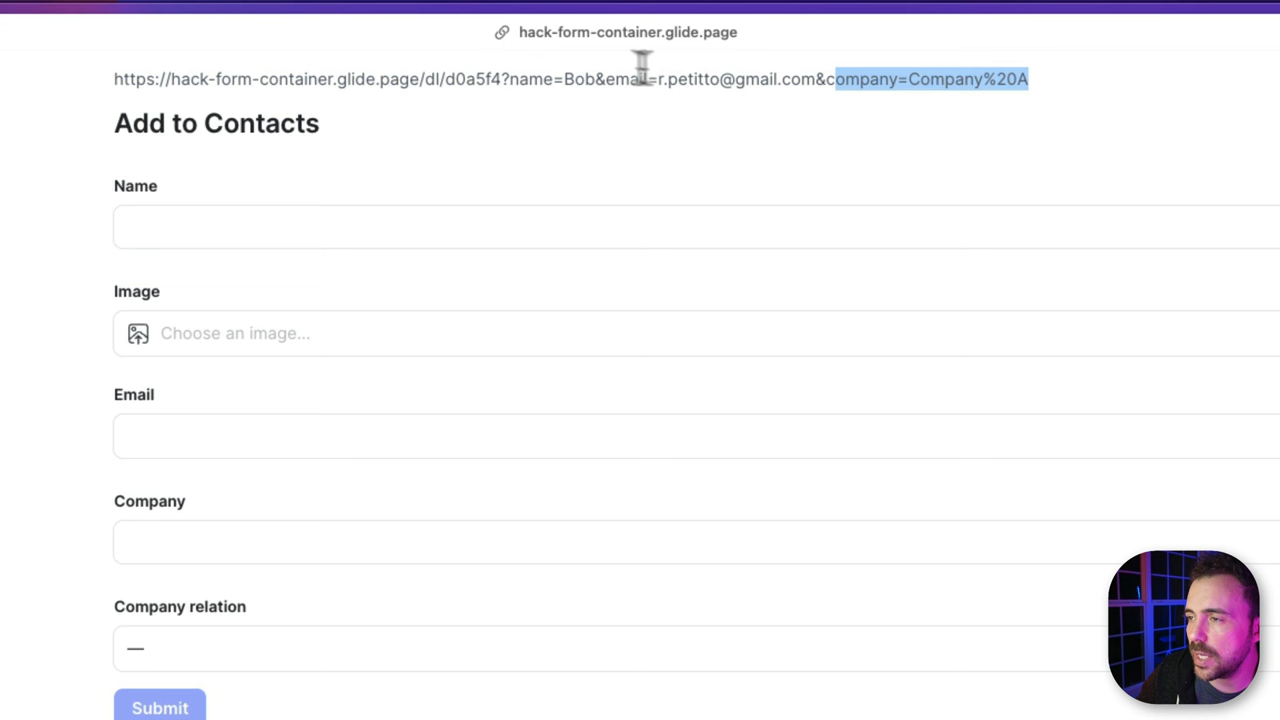 hack-form-container.glide.page
https://hack-form-container.glide.page/dl/d0a5f4?name=Bob&email=r.petitto@gmail.com&company=Company%20A
Add to Contacts
Name
Image
Choose an image...
Email
Company
Company relation
—
Submit